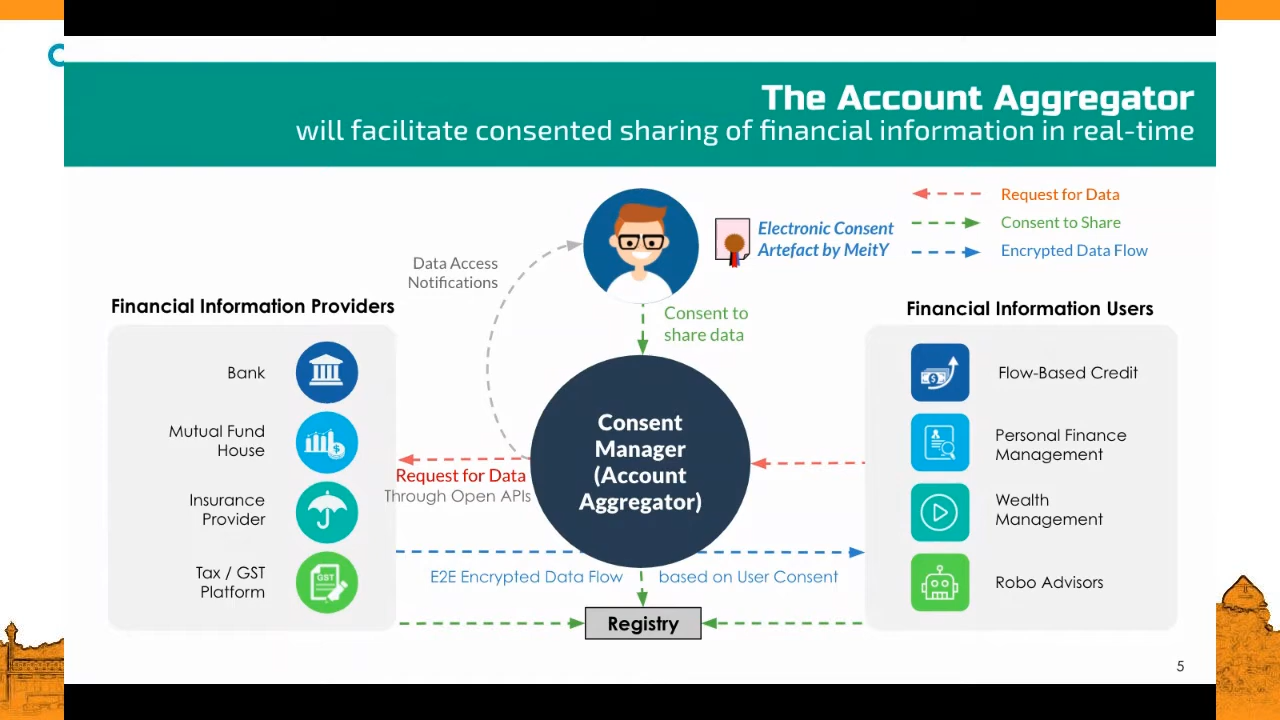 The Account Aggregator
will facilitate consented sharing of financial information in real-time
Request for Data
Consent to Share
Encrypted Data Flow
Electronic Consent
Artefact by MeitY
Data Access
Notifications
Consent to
share data
Financial Information Providers
Bank
Mutual Fund
House
Insurance
Provider
Tax / GST
Platform
GST
Consent
Manager
(Account
Aggregator)
Request for Data
Through Open APIs
E2E Encrypted Data Flow
based on User Consent
Registry
Financial Information Users
Flow-Based Credit
Personal Finance
Management
Wealth
Management
Robo Advisors
5